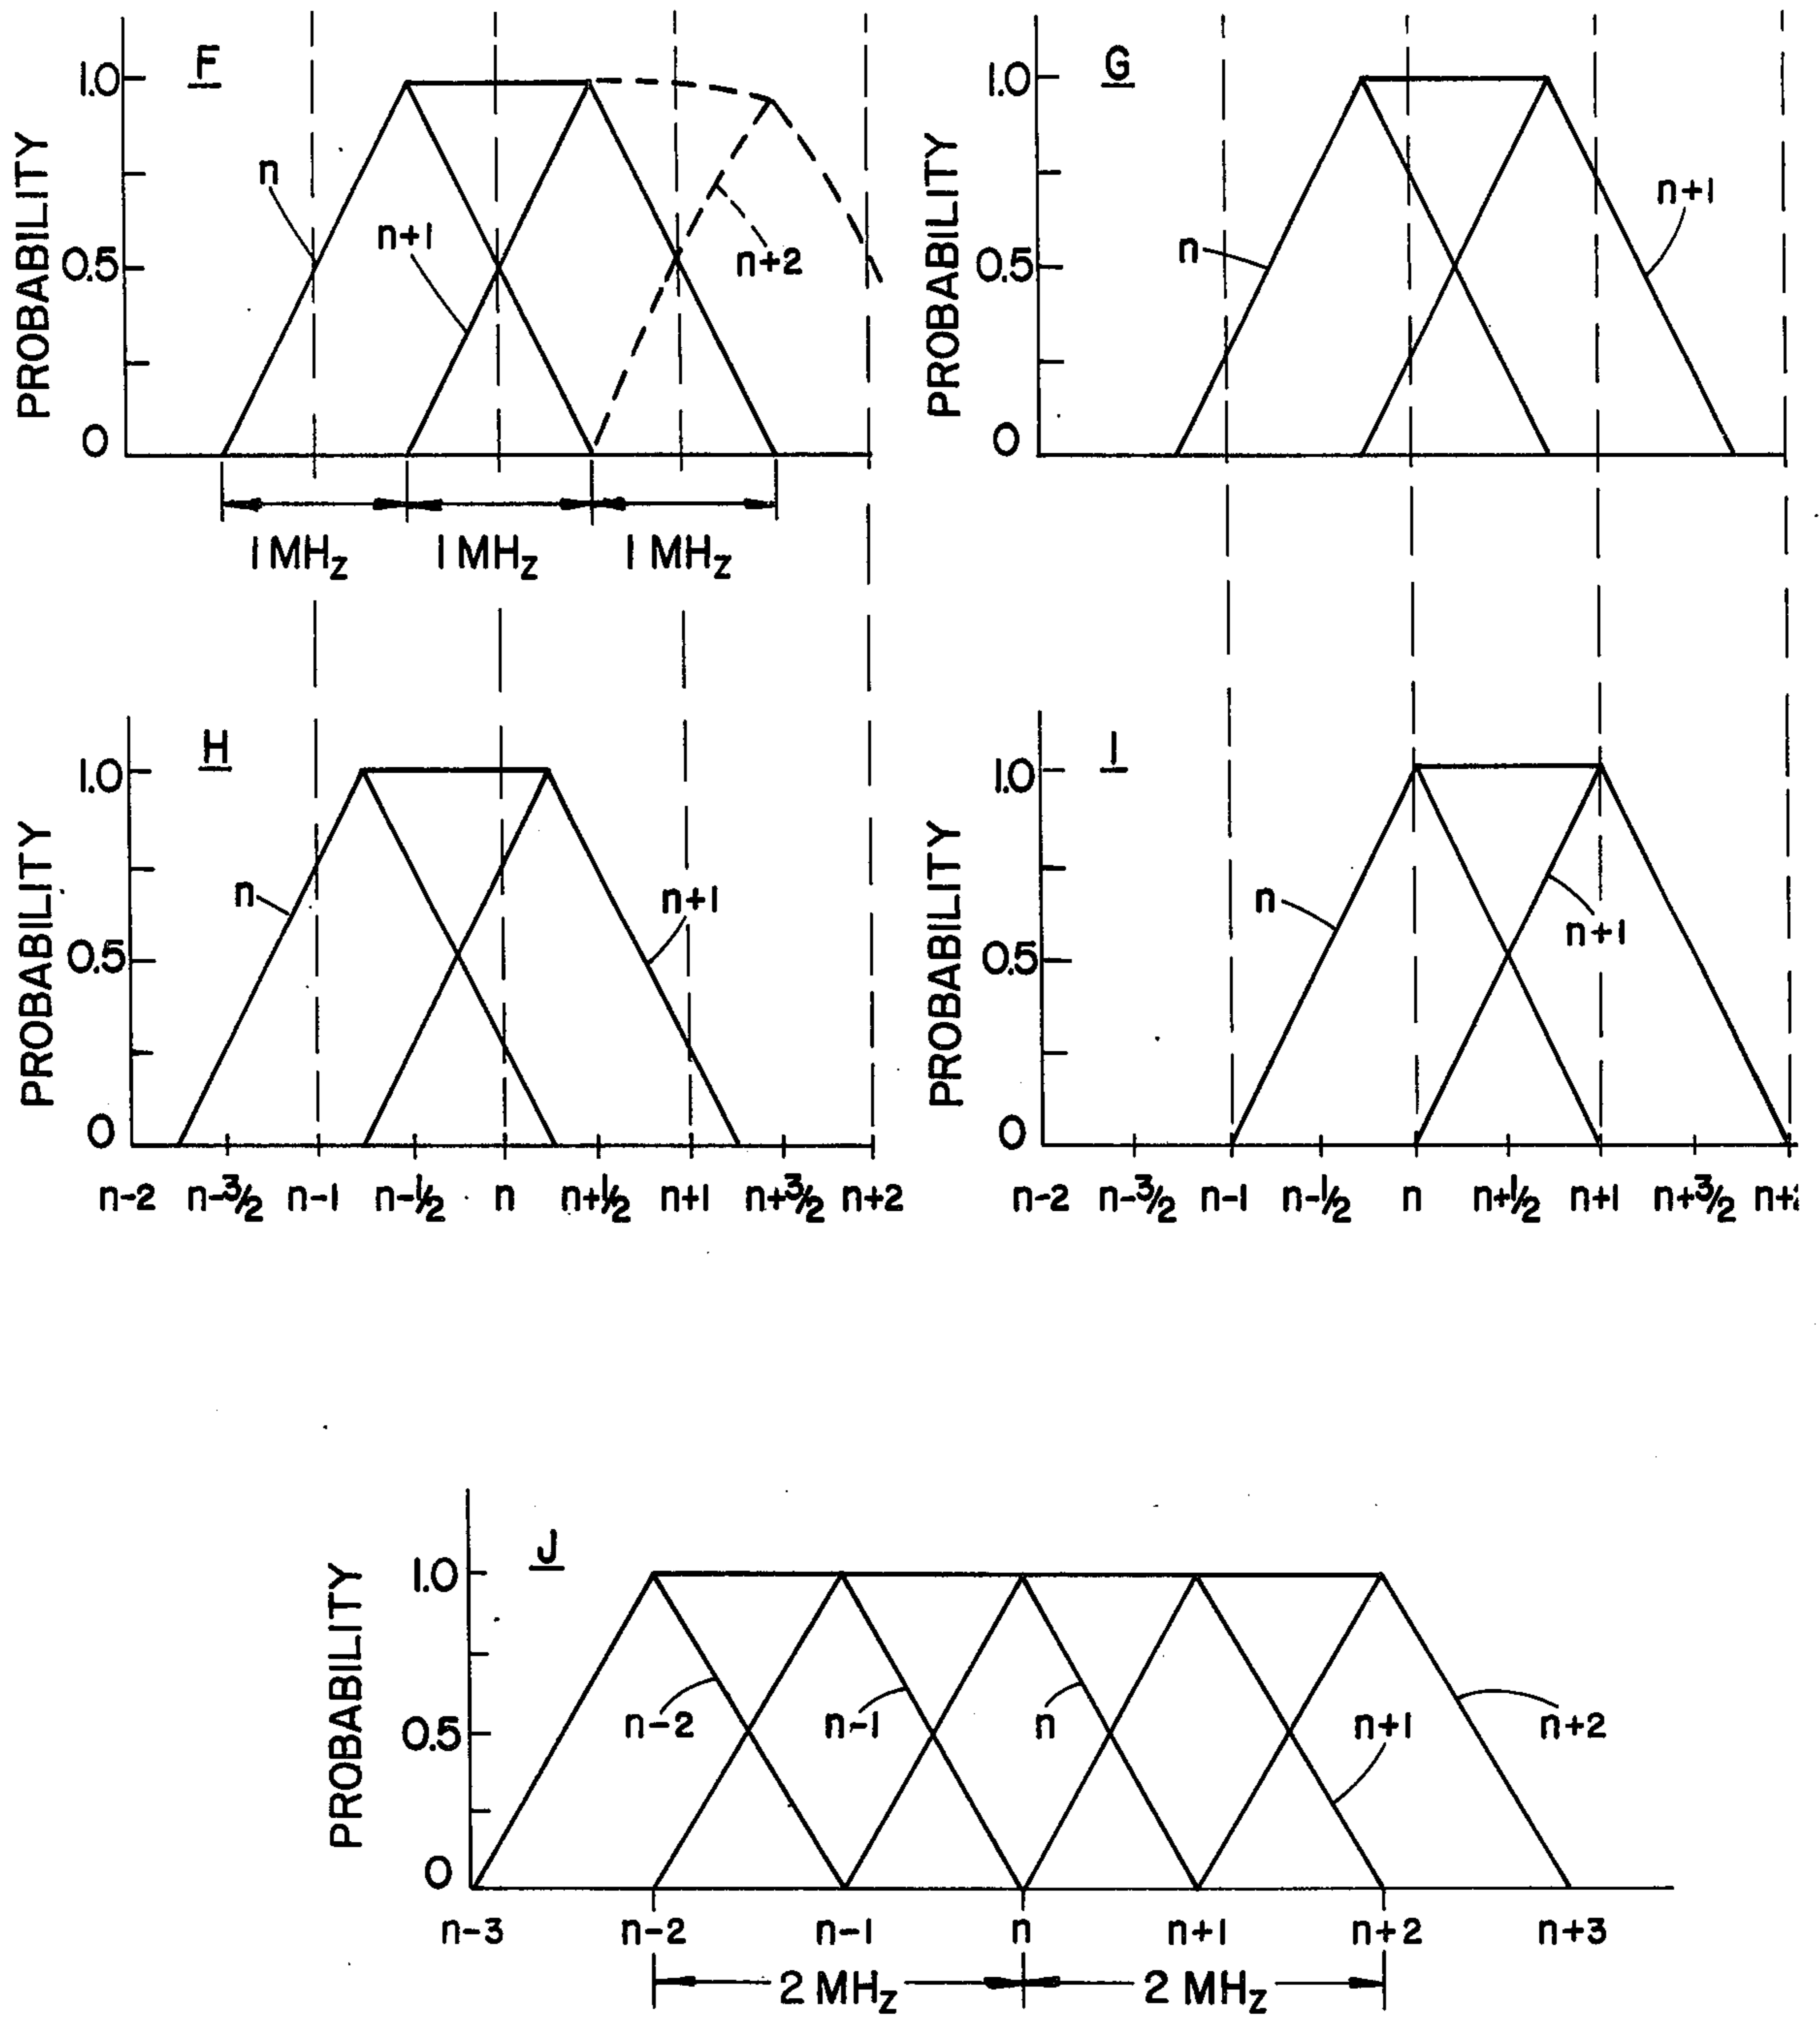 F
PROBABILITY
1.0
0.5
0
n
n+1
n+2
1 MHz
1 MHz
1 MHz
G
PROBABILITY
1.0
0.5
0
n
n+1
H
PROBABILITY
1.0
0.5
0
n
n+1
n-2 n-3/2 n-1 n-1/2 n n+1/2 n+1 n+3/2 n+2
I
PROBABILITY
1.0
0.5
0
n
n+1
n-2 n-3/2 n-1 n-1/2 n n+1/2 n+1 n+3/2
J
PROBABILITY
1.0
0.5
0
n-2
n-1
n
n+1
n+2
n-3 n-2 n-1 n n+1 n+2 n+3
2 MHz
2 MHz